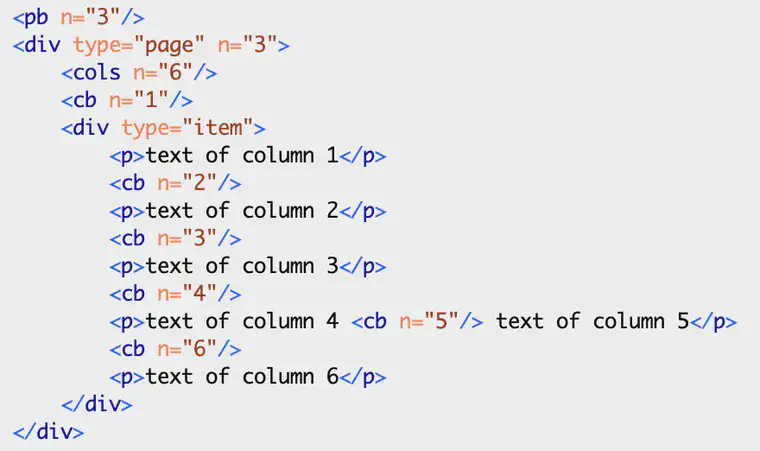 <pb n="3"/>
<div type="page" n="3">
    <cols n="6"/>
    <cb n="1"/>
    <div type="item">
        <p>text of column 1</p>
        <cb n="2"/>
        <p>text of column 2</p>
        <cb n="3"/>
        <p>text of column 3</p>
        <cb n="4"/>
        <p>text of column 4 <cb n="5"/> text of column 5</p>
        <cb n="6"/>
        <p>text of column 6</p>
    </div>
</div>